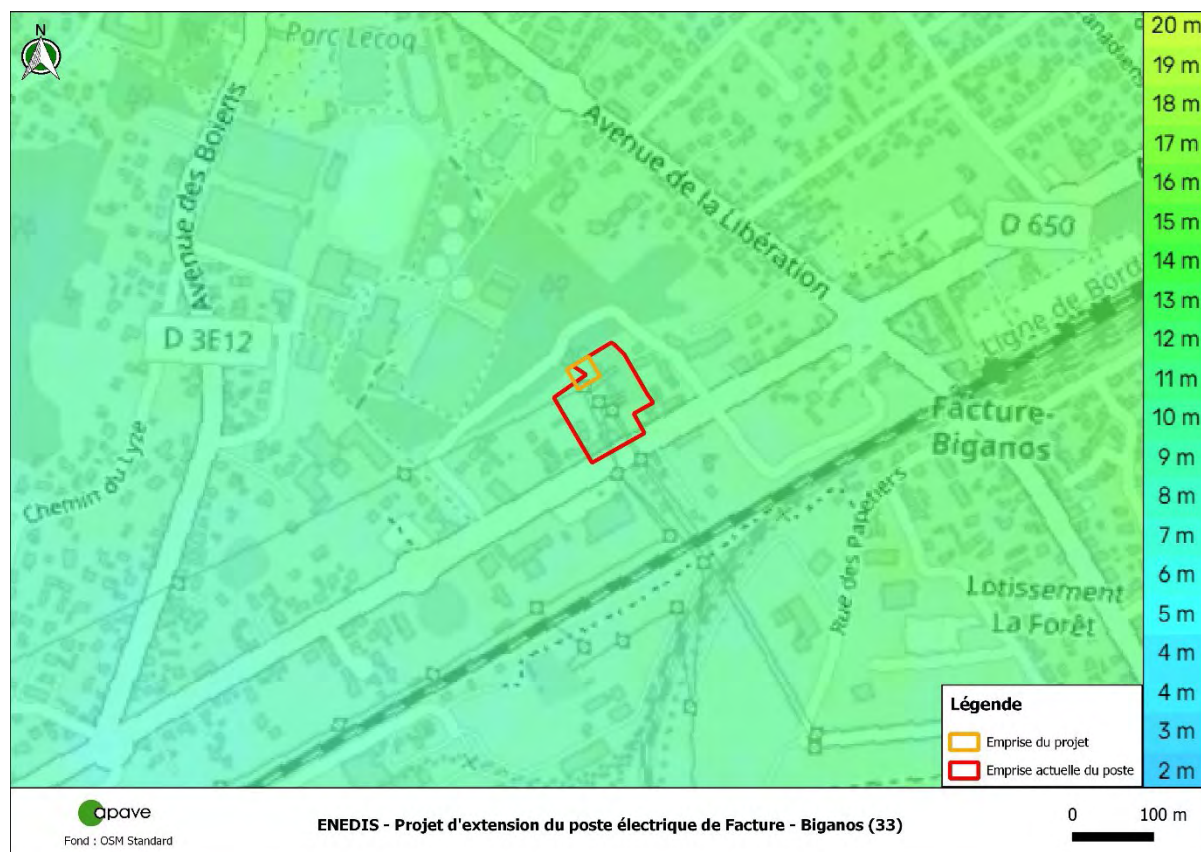 N
Parc Lecoq
Canadiens
Avenue des Boïens
Avenue de la Libération
D 650
Ligne de Bord
D 3E12
Facture-
Biganos
Chemin du Lyze
Rue des Papetiers
Lotissement
La Forêt
20 m
19 m
18 m
17 m
16 m
15 m
14 m
13 m
12 m
11 m
10 m
9 m
8 m
7 m
6 m
5 m
4 m
4 m
3 m
2 m
Légende
Emprise du projet
Emprise actuelle du poste
apave
Fond : OSM Standard
ENEDIS - Projet d'extension du poste électrique de Facture - Biganos (33)
0 100 m